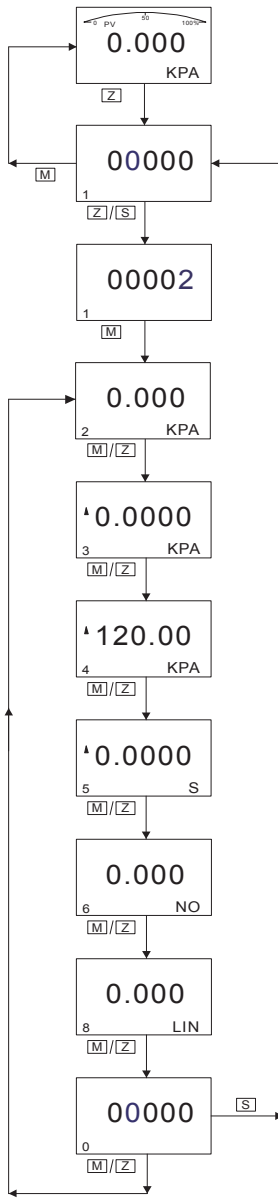 0 PV 50 100%
0.000
KPA
Z
00000
M
1
Z/S
00002
1
M
0.000
2 KPA
M/Z
0.0000
3 KPA
M/Z
120.00
4 KPA
M/Z
0.0000
5 S
M/Z
0.000
6 NO
M/Z
0.000
8 LIN
M/Z
00000
S
0
M/Z